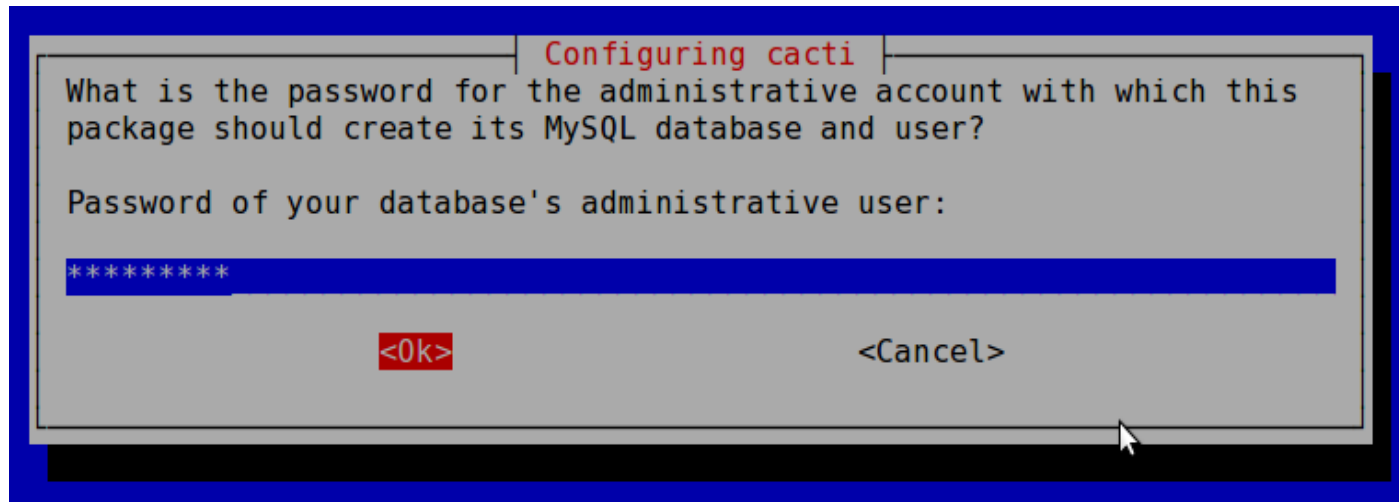 Configuring cacti
What is the password for the administrative account with which this
package should create its MySQL database and user?
Password of your database's administrative user:
*********
<Ok> <Cancel>